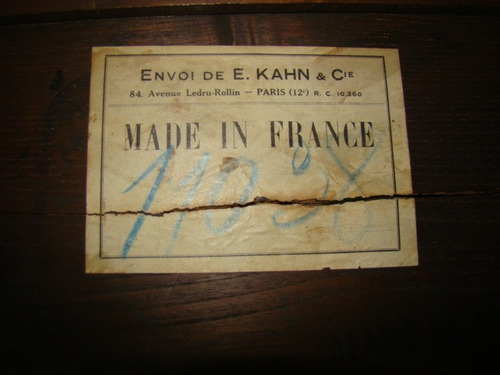 ENVOI DE E. KAHN & CIE
84, Avenue Ledru-Rollin — PARIS (12e) R. C. 10.360
MADE IN FRANCE